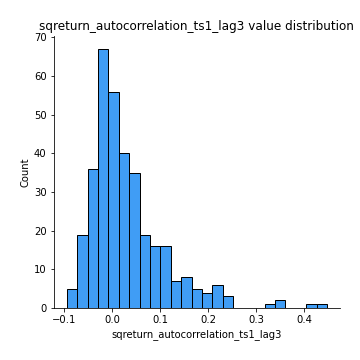 sqreturn_autocorrelation_ts1_lag3 value distribution
70
60
50
40
30
20
10
0
Count
−0.1 0.0 0.1 0.2 0.3 0.4
sqreturn_autocorrelation_ts1_lag3